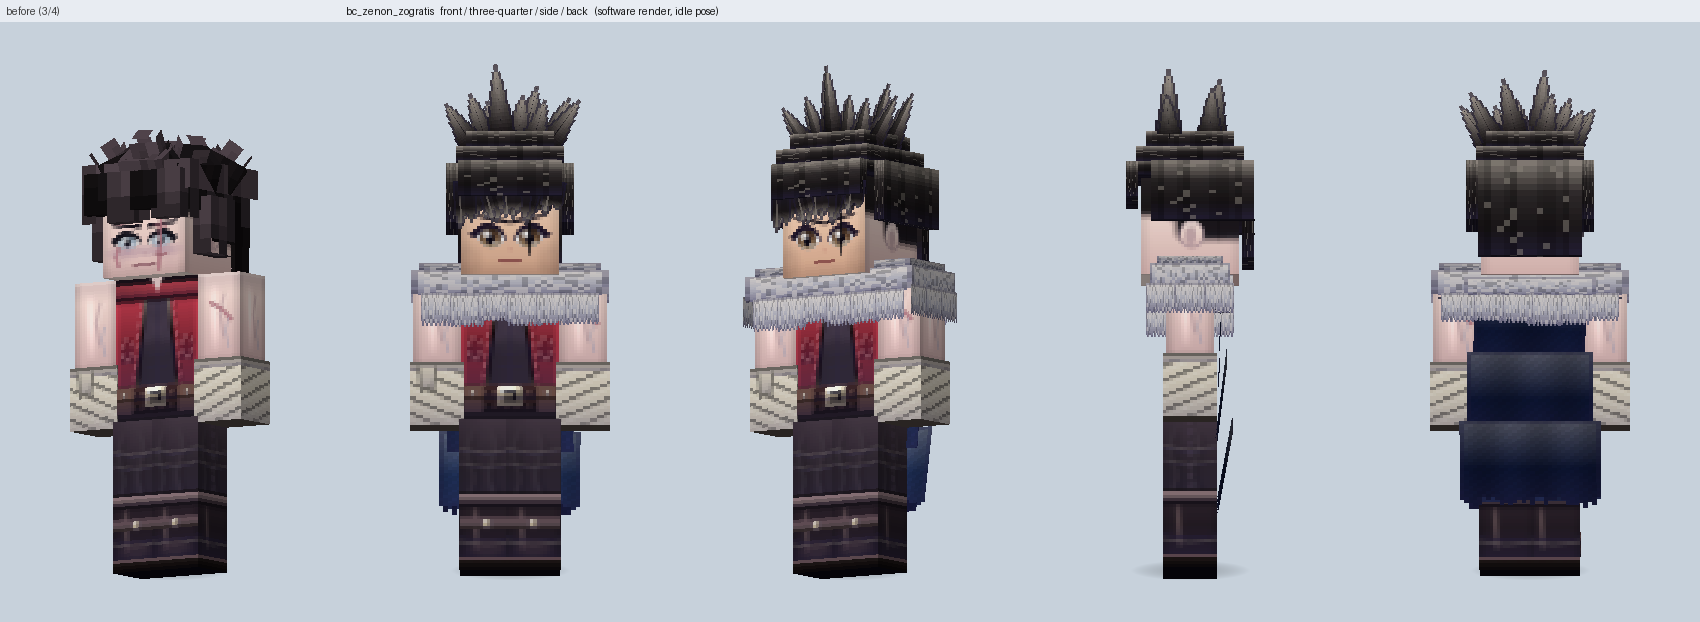 before (3/4)
bc_zenon_zogratis front / three-quarter / side / back (software render, idle pose)